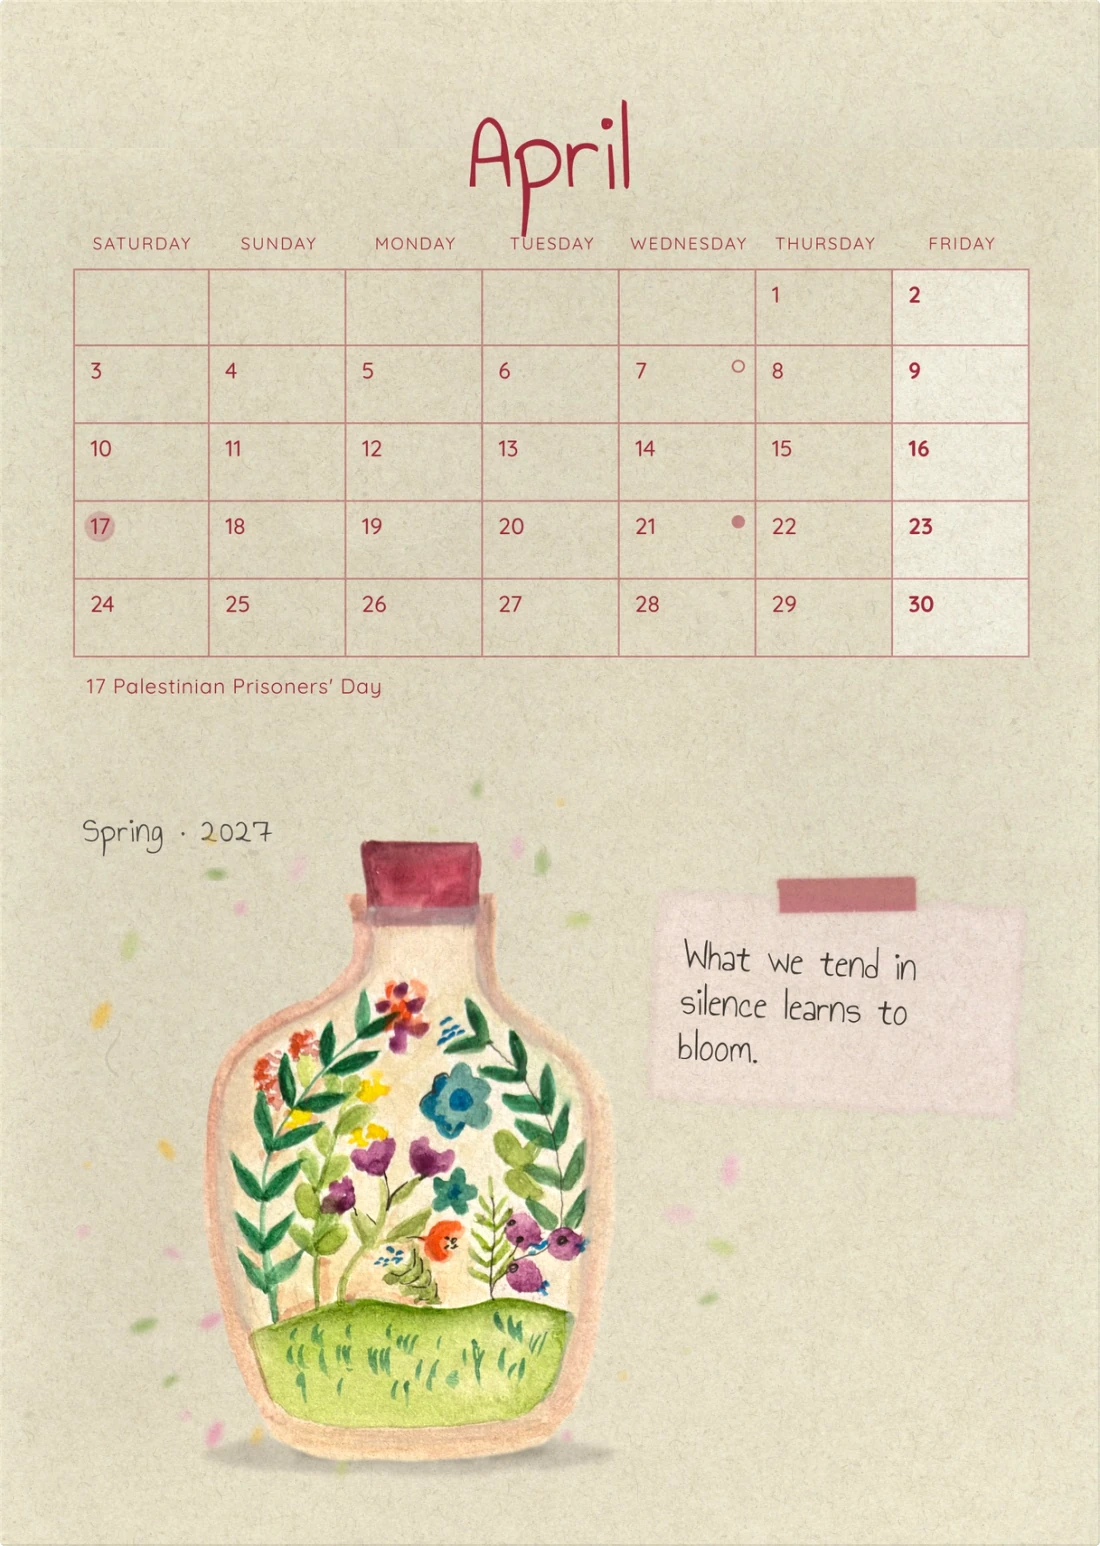 April
SATURDAY SUNDAY MONDAY TUESDAY WEDNESDAY THURSDAY FRIDAY
1 2
3 4 5 6 7 8 9
10 11 12 13 14 15 16
17 18 19 20 21 22 23
24 25 26 27 28 29 30
17 Palestinian Prisoners' Day
Spring · 2027
What we tend in
silence learns to
bloom.